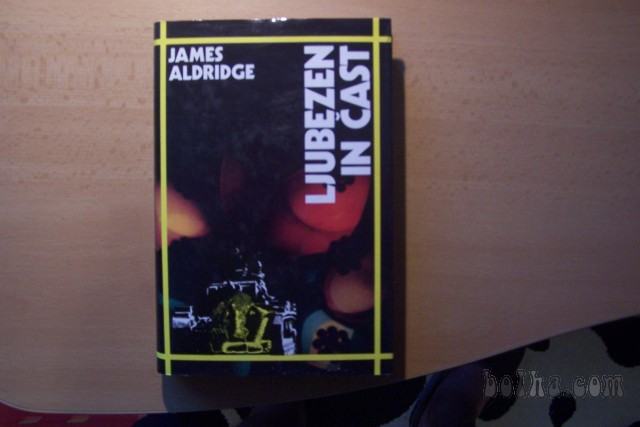 JAMES
ALDRIDGE
LJUBEZEN
IN ČAST
bolha.com